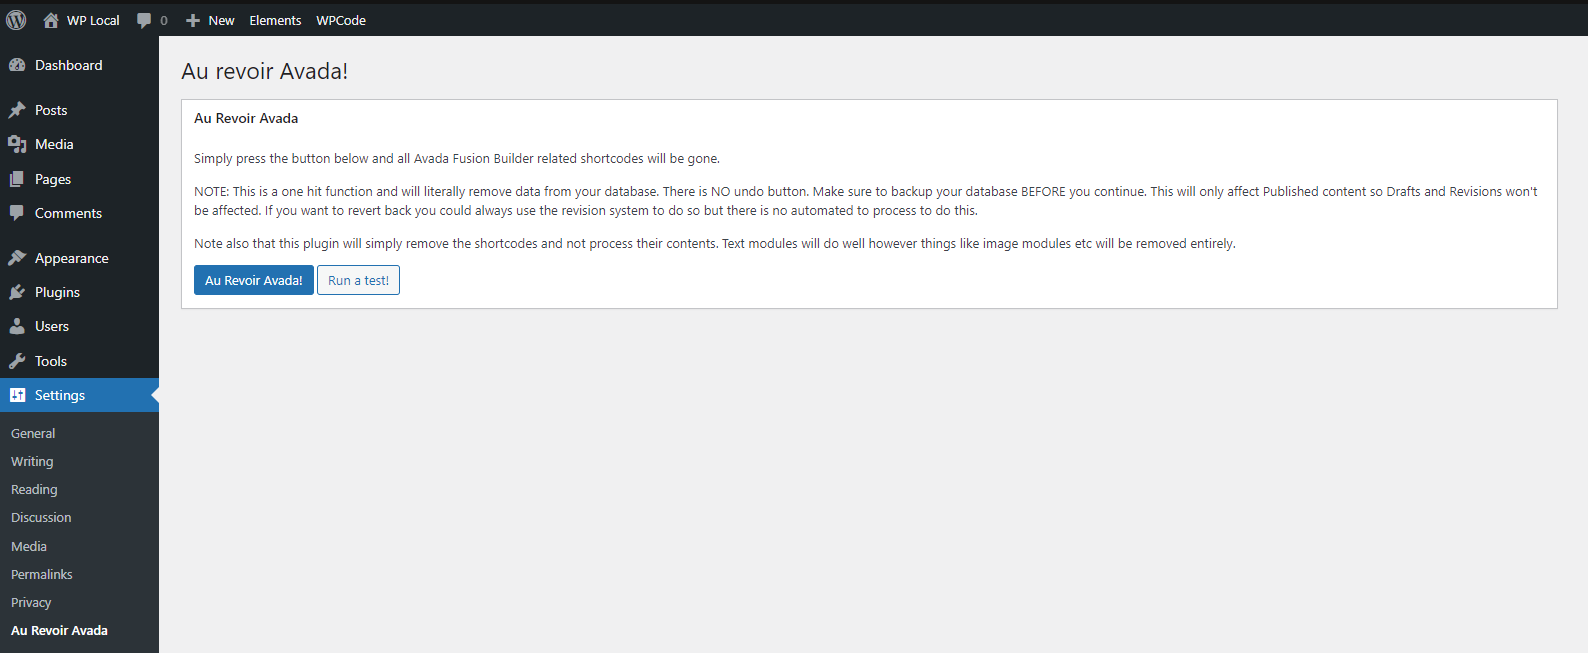 WP Local 0 New Elements WPCode
Dashboard
Posts
Media
Pages
Comments
Appearance
Plugins
Users
Tools
Settings
General
Writing
Reading
Discussion
Media
Permalinks
Privacy
Au Revoir Avada
Au revoir Avada!
Au Revoir Avada
Simply press the button below and all Avada Fusion Builder related shortcodes will be gone.
NOTE: This is a one hit function and will literally remove data from your database. There is NO undo button. Make sure to backup your database BEFORE you continue. This will only affect Published content so Drafts and Revisions won't
be affected. If you want to revert back you could always use the revision system to do so but there is no automated to process to do this.
Note also that this plugin will simply remove the shortcodes and not process their contents. Text modules will do well however things like image modules etc will be removed entirely.
Au Revoir Avada! Run a test!